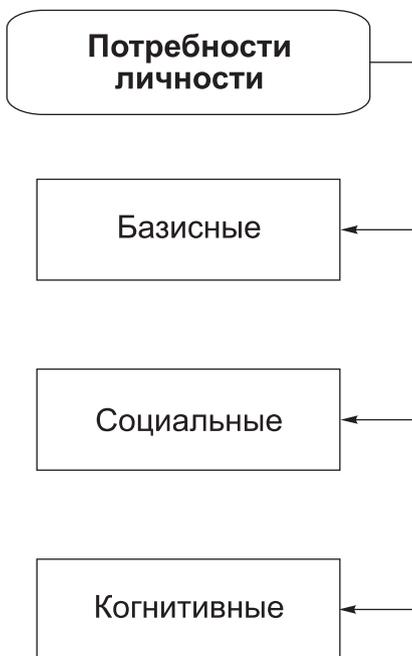 Потребности
личности
Базисные
Социальные
Когнитивные